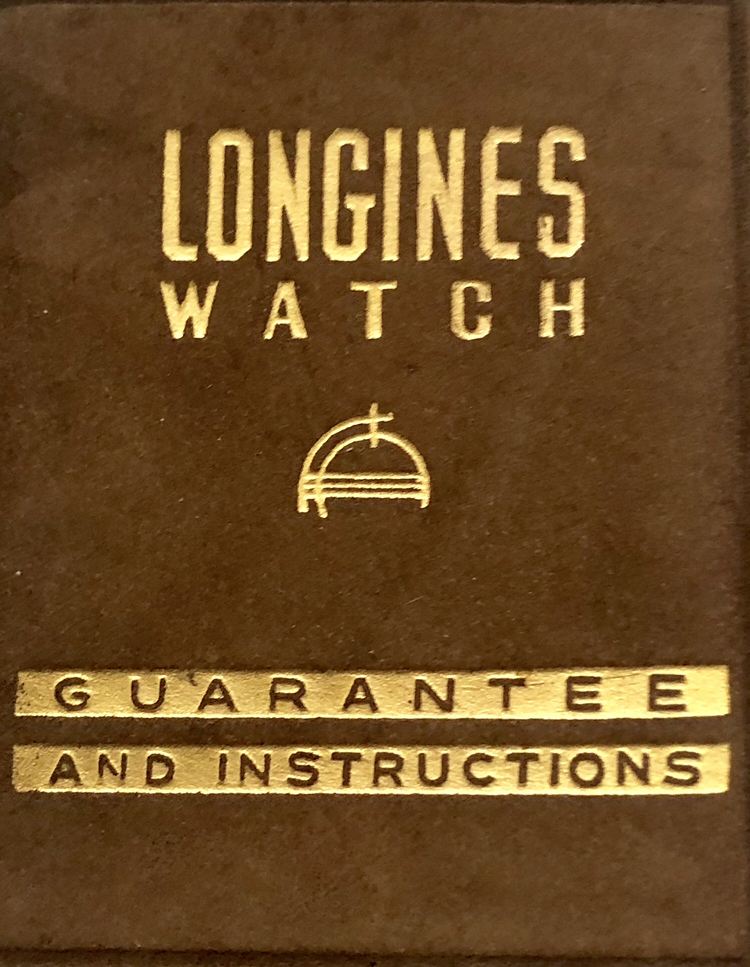 LONGINES
WATCH
GUARANTEE
AND INSTRUCTIONS